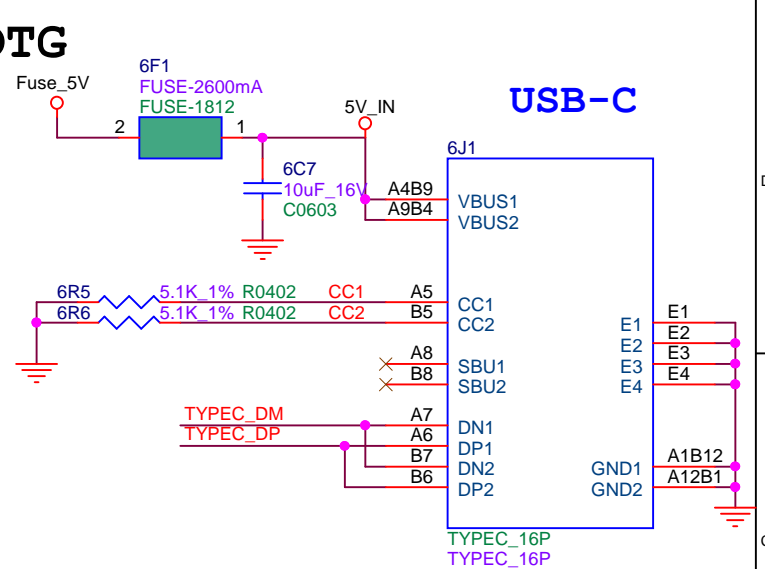 OTG
Fuse_5V
6F1
FUSE-2600mA
FUSE-1812
2
1
5V_IN
USB-C
6J1
6C7
10uF_16V
C0603
A4B9
VBUS1
A9B4
VBUS2
6R5
5.1K_1%
R0402
CC1
A5
CC1
6R6
5.1K_1%
R0402
CC2
B5
CC2
E1
E1
E2
E2
E3
E3
E4
E4
A8
SBU1
B8
SBU2
TYPEC_DM
A7
DN1
TYPEC_DP
A6
DP1
B7
DN2
B6
DP2
GND1
A1B12
GND2
A12B1
TYPEC_16P
TYPEC_16P